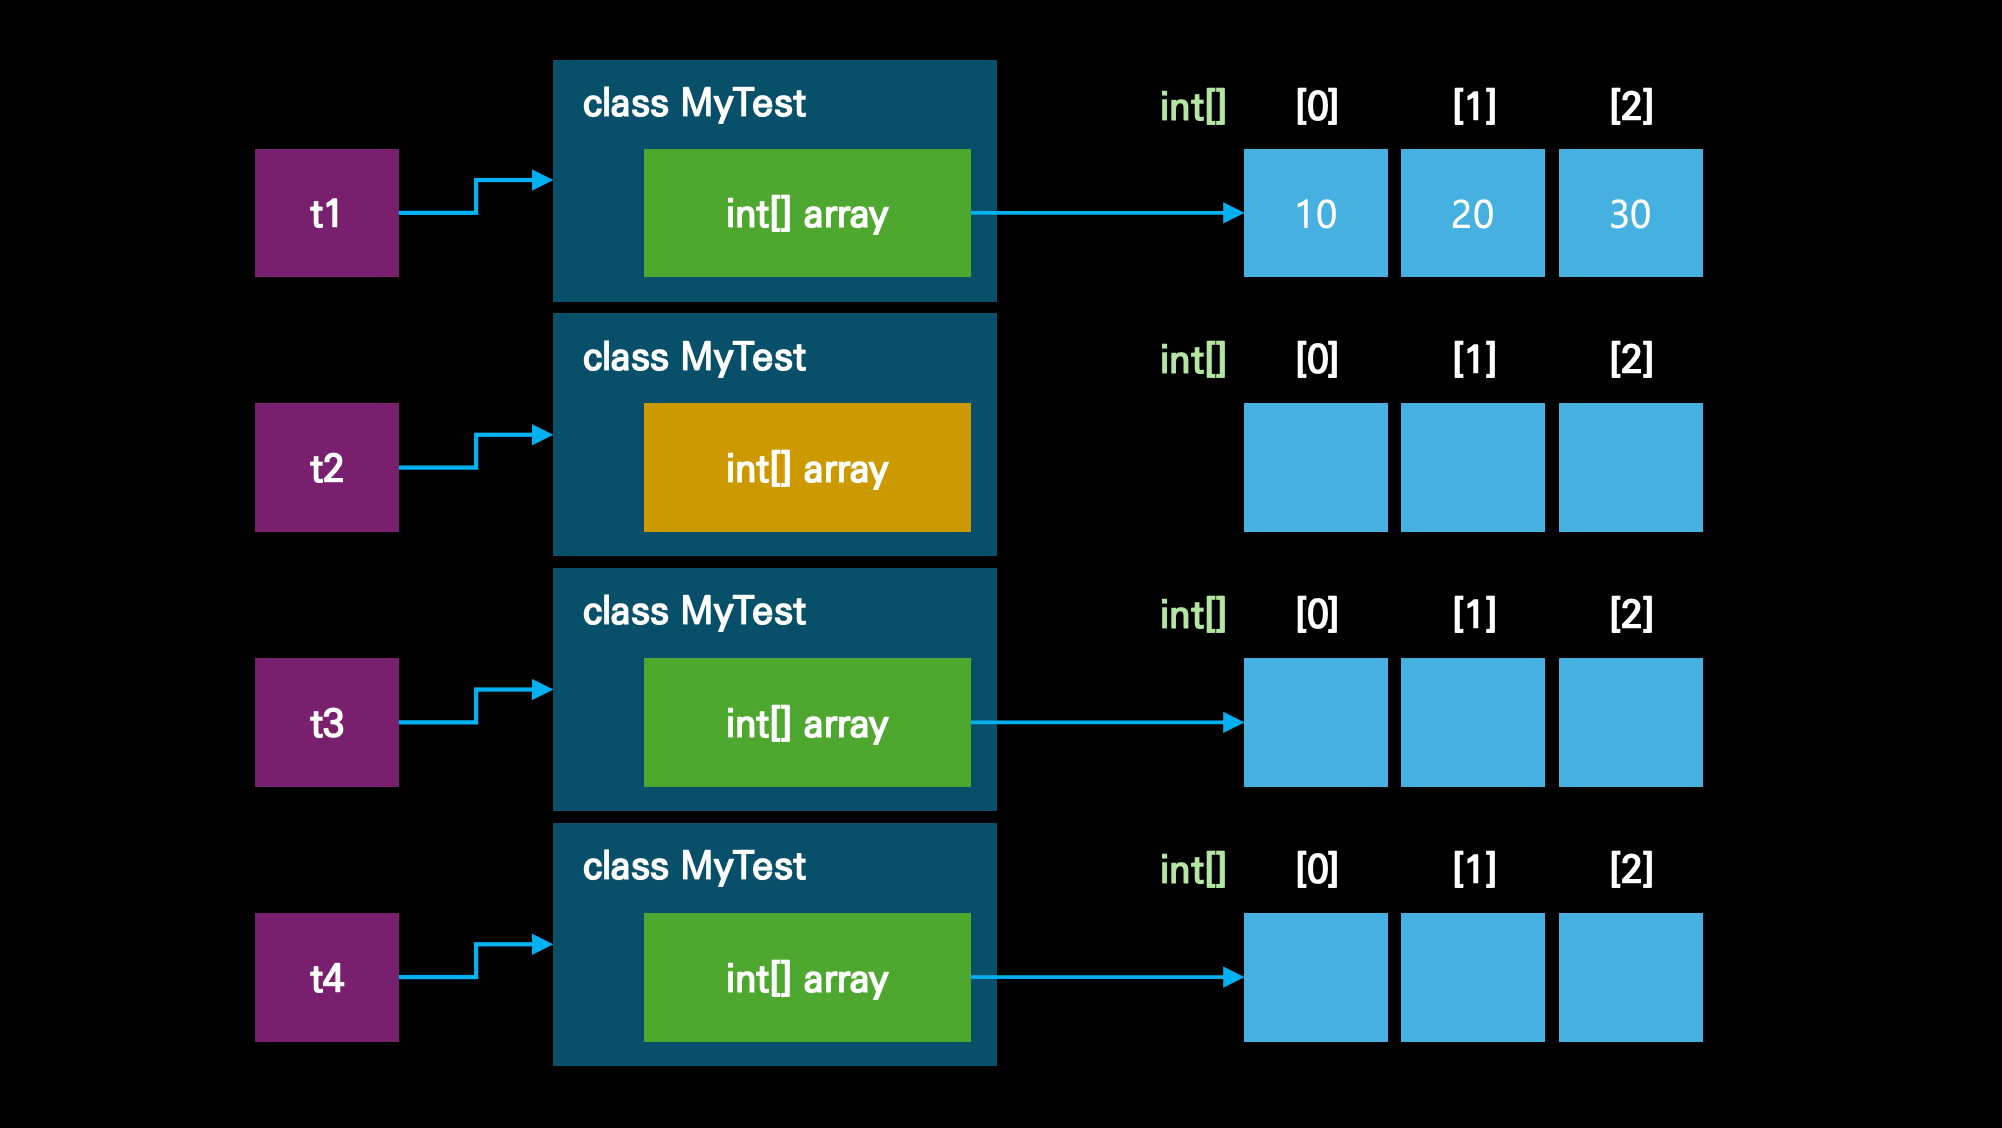 class MyTest
int[] [0] [1] [2]
t1 int[] array 10 20 30
class MyTest
int[] [0] [1] [2]
t2 int[] array
class MyTest
int[] [0] [1] [2]
t3 int[] array
class MyTest
int[] [0] [1] [2]
t4 int[] array